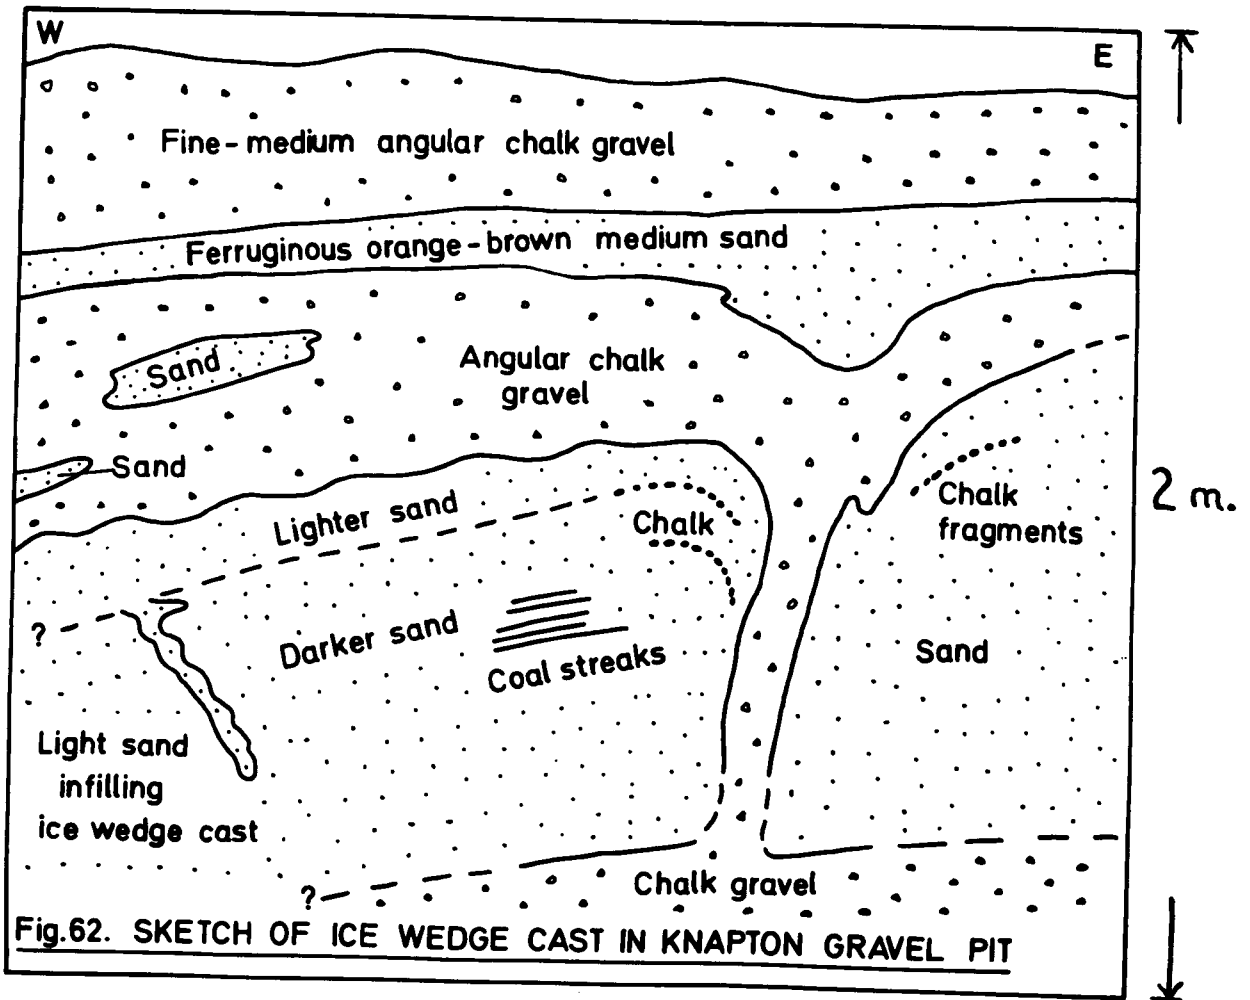 W
E
Fine-medium angular chalk gravel
Ferruginous orange-brown medium sand
Sand
Angular chalk
gravel
Sand
2 m.
Lighter sand
Chalk
Chalk
fragments
Darker sand
Coal streaks
Sand
?
Light sand
infilling
ice wedge cast
?
Chalk gravel
Fig.62. SKETCH OF ICE WEDGE CAST IN KNAPTON GRAVEL PIT